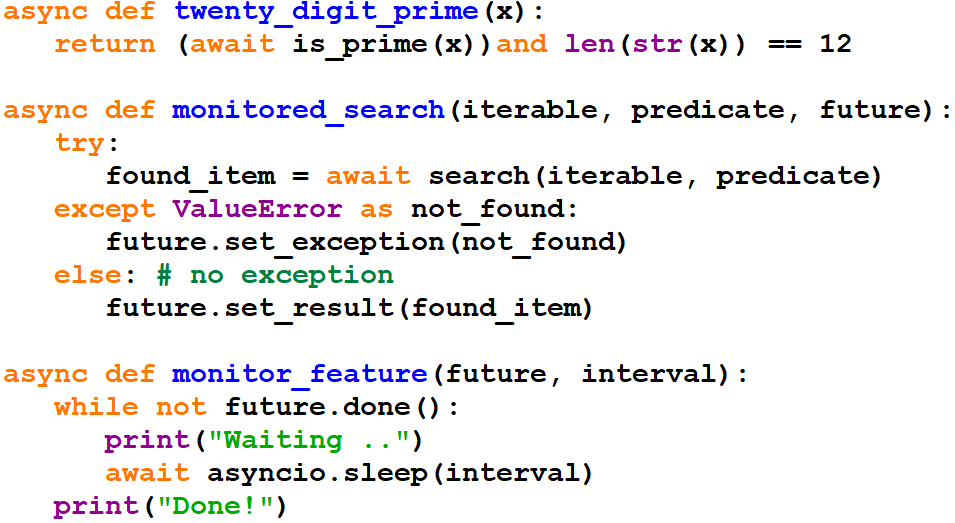 async def twenty_digit_prime(x):
   return (await is_prime(x))and len(str(x)) == 12

async def monitored_search(iterable, predicate, future):
   try:
      found_item = await search(iterable, predicate)
   except ValueError as not_found:
      future.set_exception(not_found)
   else: # no exception
      future.set_result(found_item)

async def monitor_feature(future, interval):
   while not future.done():
      print("Waiting ..")
      await asyncio.sleep(interval)
   print("Done!")